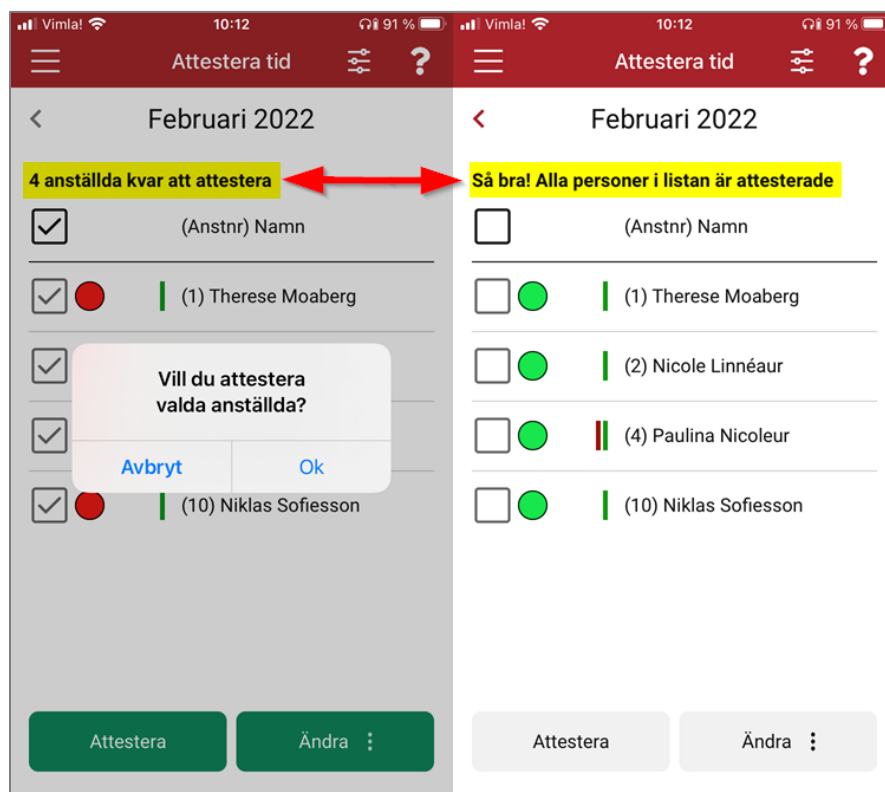 Vimla! 10:12 91 %
Attestera tid ?
Februari 2022
4 anställda kvar att attestera
(Anstnr) Namn
(1) Therese Moaberg
Vill du attestera
valda anställda?
Avbryt Ok
(10) Niklas Sofiesson
Attestera Ändra
Vimla! 10:12 91 %
Attestera tid ?
Februari 2022
Så bra! Alla personer i listan är attesterade
(Anstnr) Namn
(1) Therese Moaberg
(2) Nicole Linnéaur
(4) Paulina Nicoleur
(10) Niklas Sofiesson
Attestera Ändra